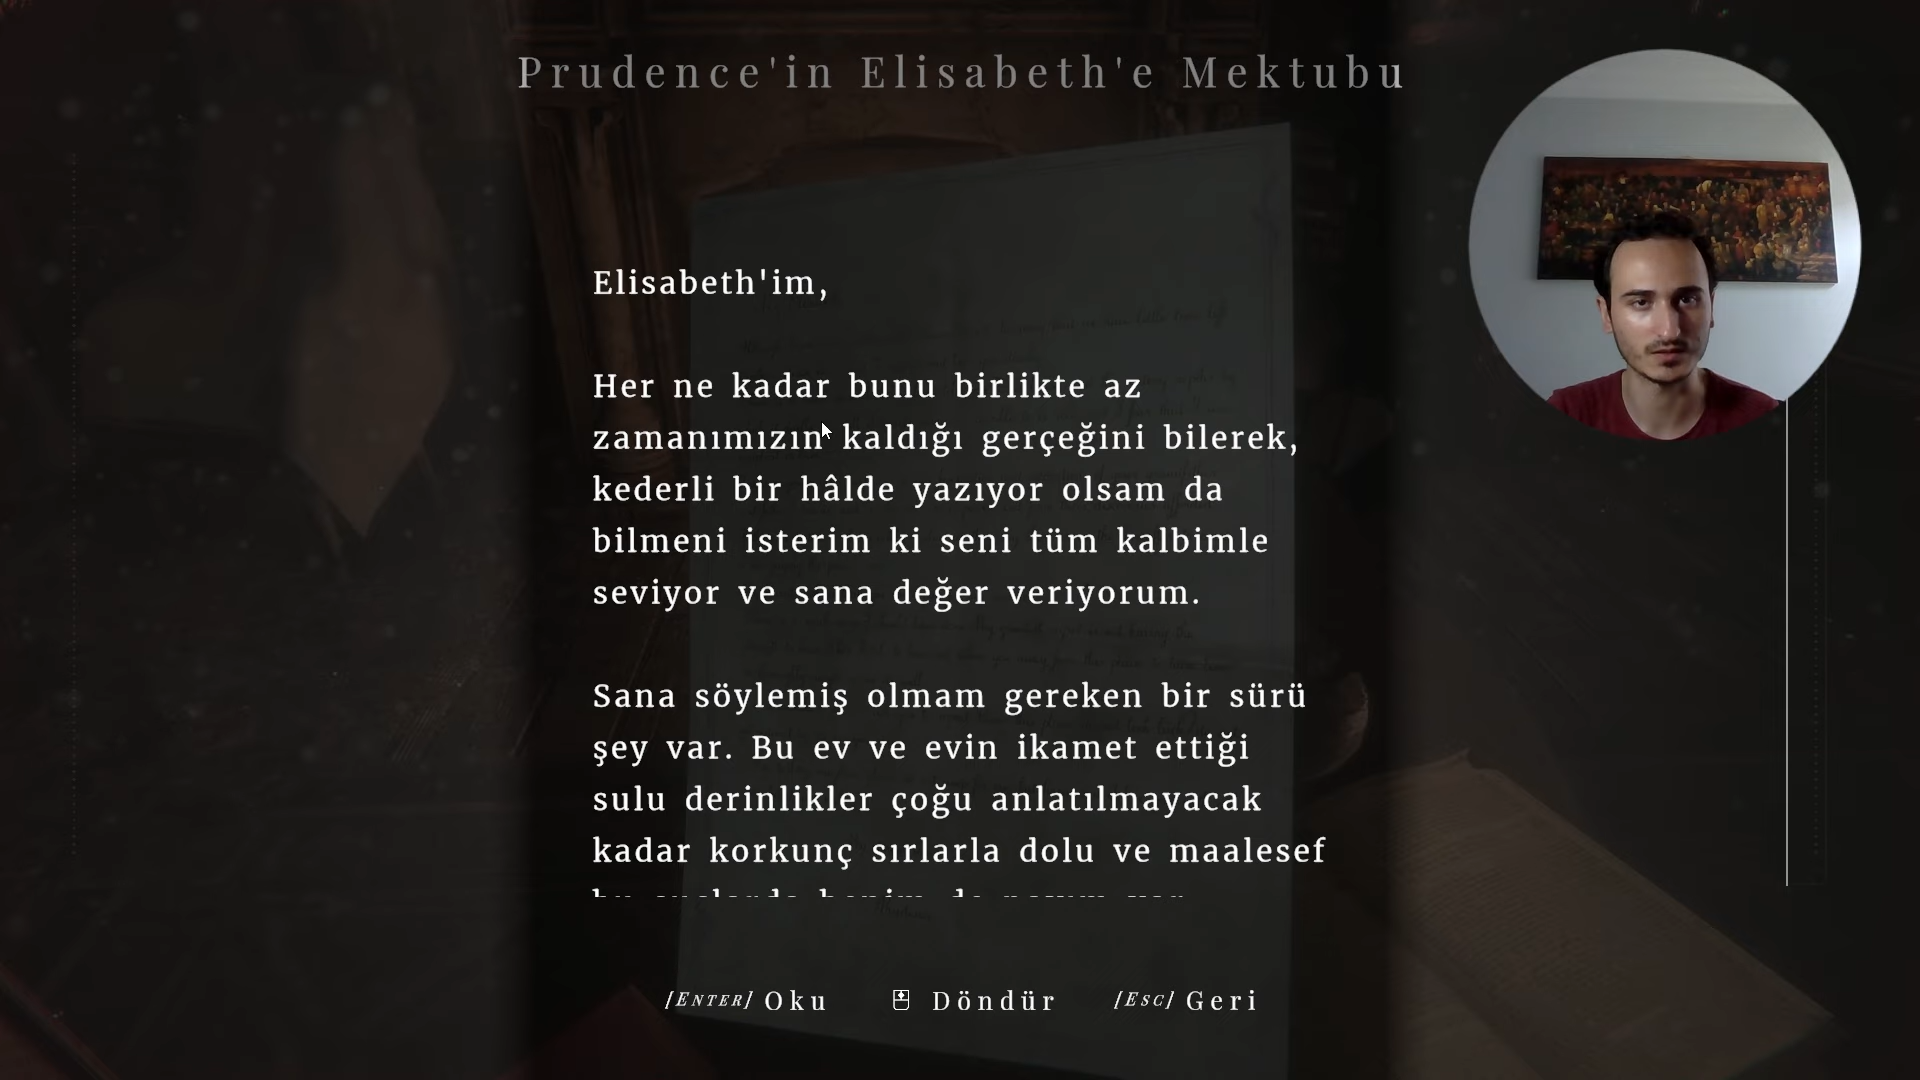 Prudence'in Elisabeth'e Mektubu
Elisabeth'im,
Her ne kadar bunu birlikte az
zamanımızın kaldığı gerçeğini bilerek,
kederli bir hâlde yazıyor olsam da
bilmeni isterim ki seni tüm kalbimle
seviyor ve sana değer veriyorum.
Sana söylemiş olmam gereken bir sürü
şey var. Bu ev ve evin ikamet ettiği
sulu derinlikler çoğu anlatılmayacak
kadar korkunç sırlarla dolu ve maalesef
[ENTER] Oku Döndür [ESC] Geri